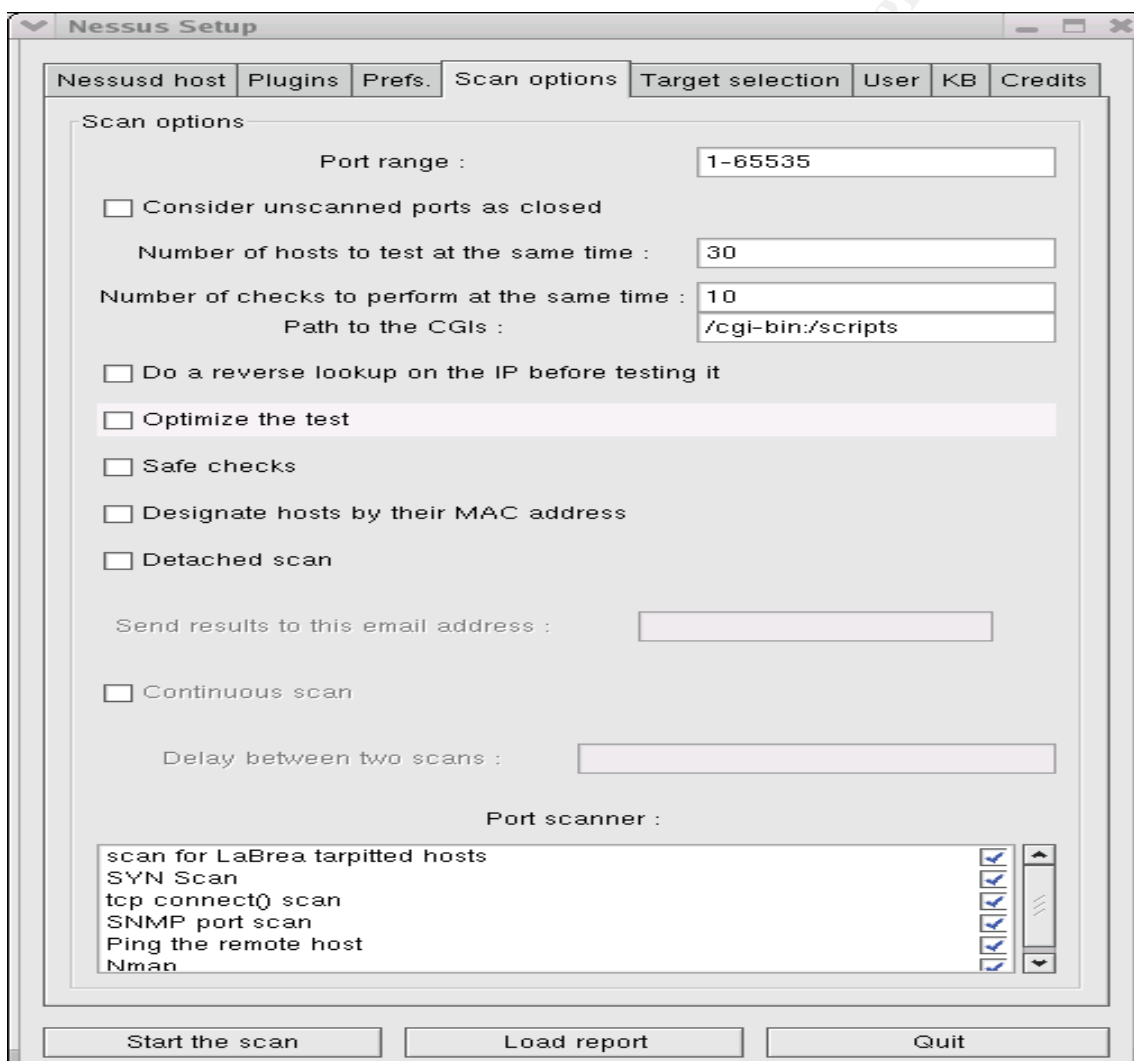 Nessus Setup
Nessusd host Plugins Prefs. Scan options Target selection User KB Credits
Scan options
Port range : 1-65535
Consider unscanned ports as closed
Number of hosts to test at the same time : 30
Number of checks to perform at the same time : 10
Path to the CGIs : /cgi-bin:/scripts
Do a reverse lookup on the IP before testing it
Optimize the test
Safe checks
Designate hosts by their MAC address
Detached scan
Send results to this email address :
Continuous scan
Delay between two scans :
Port scanner :
scan for LaBrea tarpitted hosts
SYN Scan
tcp connect() scan
SNMP port scan
Ping the remote host
Nmap
Start the scan Load report Quit